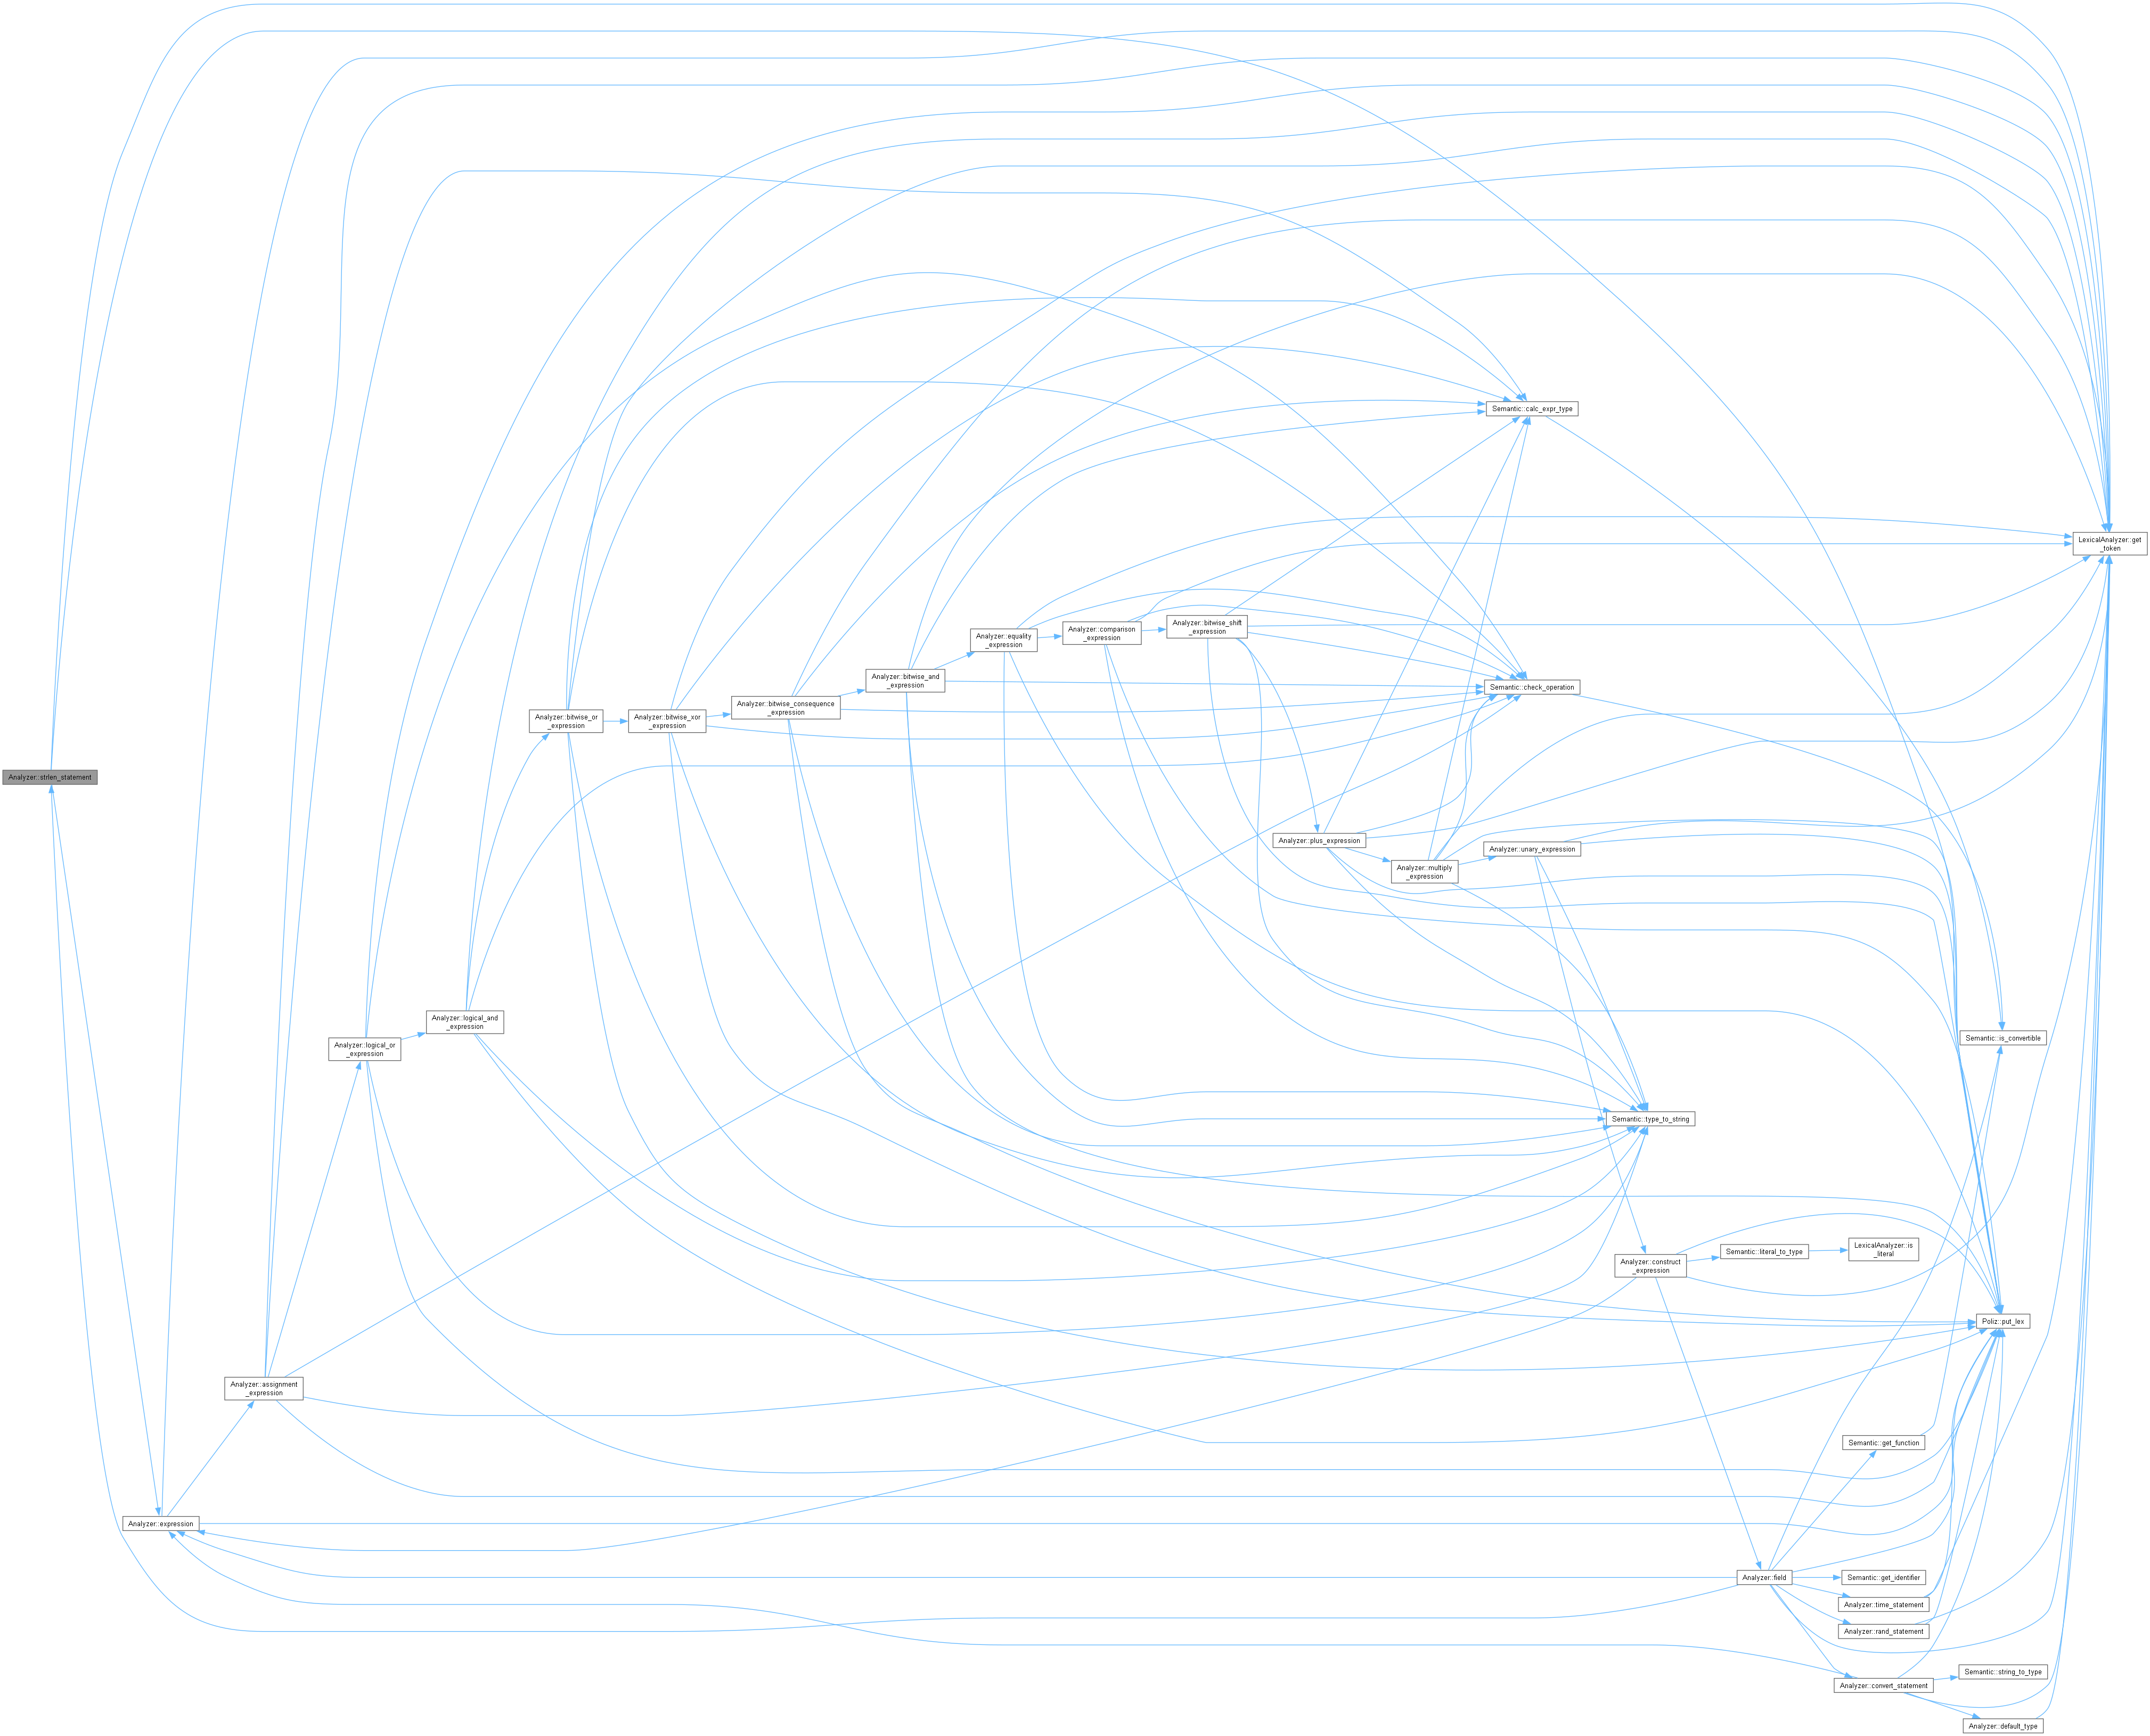 Analyzer::strlen_statement
Analyzer::expression
Analyzer::assignment
_expression
Analyzer::logical_or
_expression
Analyzer::logical_and
_expression
Analyzer::bitwise_or
_expression
Analyzer::bitwise_xor
_expression
Analyzer::bitwise_consequence
_expression
Analyzer::bitwise_and
_expression
Analyzer::equality
_expression
Analyzer::comparison
_expression
Analyzer::bitwise_shift
_expression
Analyzer::plus_expression
Analyzer::multiply
_expression
Semantic::calc_expr_type
Semantic::check_operation
Analyzer::unary_expression
Semantic::type_to_string
Analyzer::construct
_expression
Semantic::literal_to_type
LexicalAnalyzer::is
_literal
LexicalAnalyzer::get
_token
Semantic::is_convertible
Poliz::put_lex
Semantic::get_function
Analyzer::field
Semantic::get_identifier
Analyzer::time_statement
Analyzer::rand_statement
Analyzer::convert_statement
Semantic::string_to_type
Analyzer::default_type